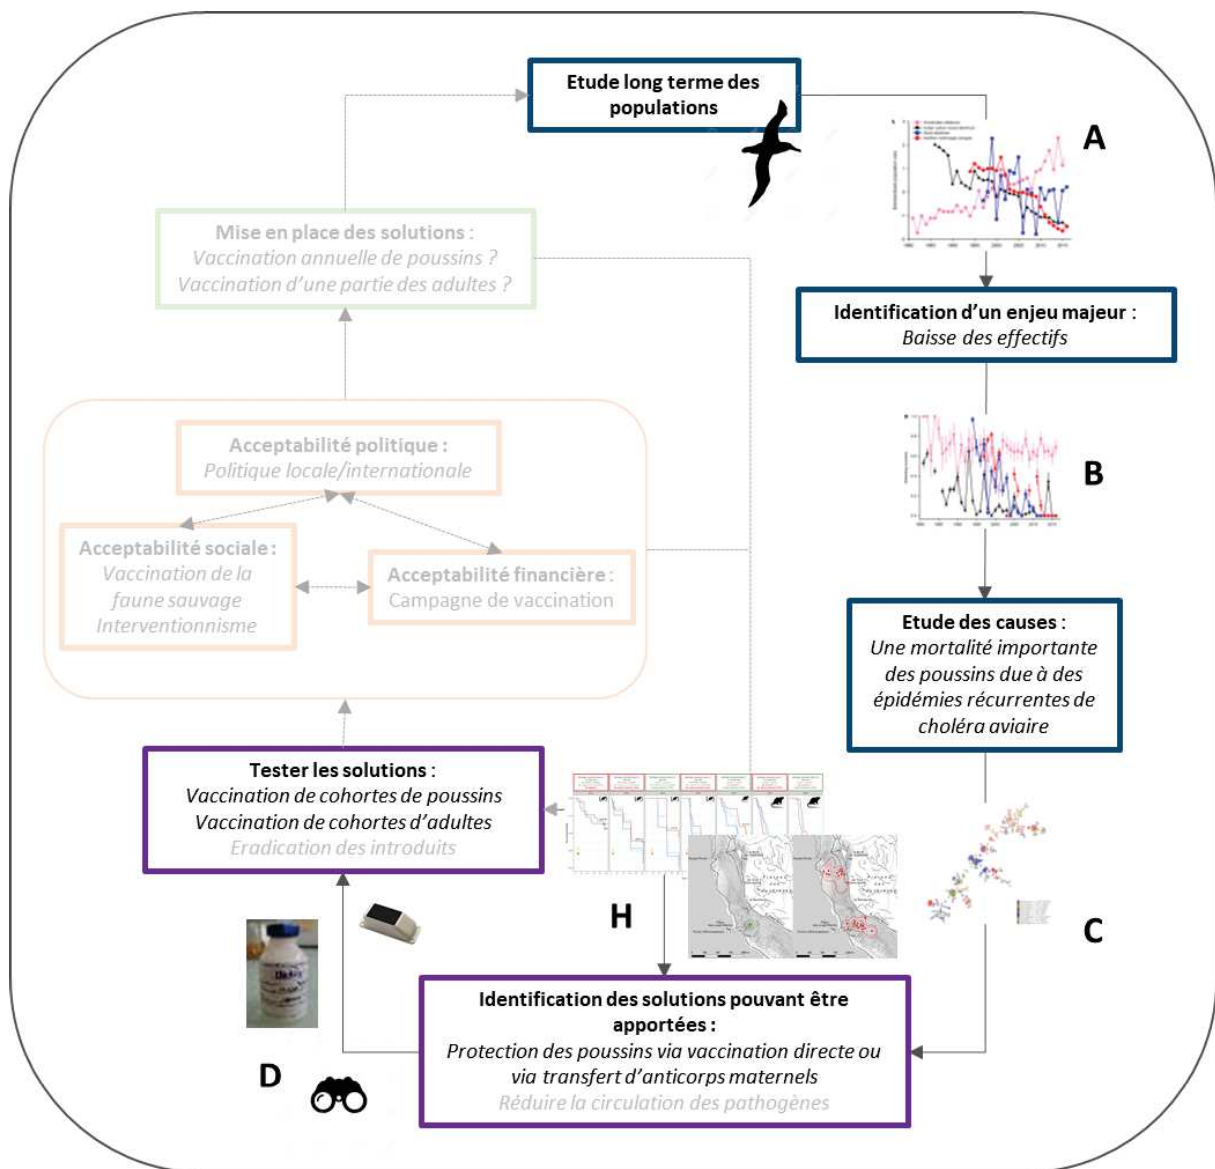 Etude long terme des
populations
A
Mise en place des solutions :
Vaccination annuelle de poussins ?
Vaccination d'une partie des adultes ?
Identification d'un enjeu majeur :
Baisse des effectifs
B
Acceptabilité politique :
Politique locale/internationale
Acceptabilité sociale :
Vaccination de la
faune sauvage
Interventionnisme
Acceptabilité financière :
Campagne de vaccination
Etude des causes :
Une mortalité importante
des poussins due à des
épidémies récurrentes de
choléra aviaire
Tester les solutions :
Vaccination de cohortes de poussins
Vaccination de cohortes d'adultes
Eradication des introduits
H
C
D
Identification des solutions pouvant être
apportées :
Protection des poussins via vaccination directe ou
via transfert d'anticorps maternels
Réduire la circulation des pathogènes